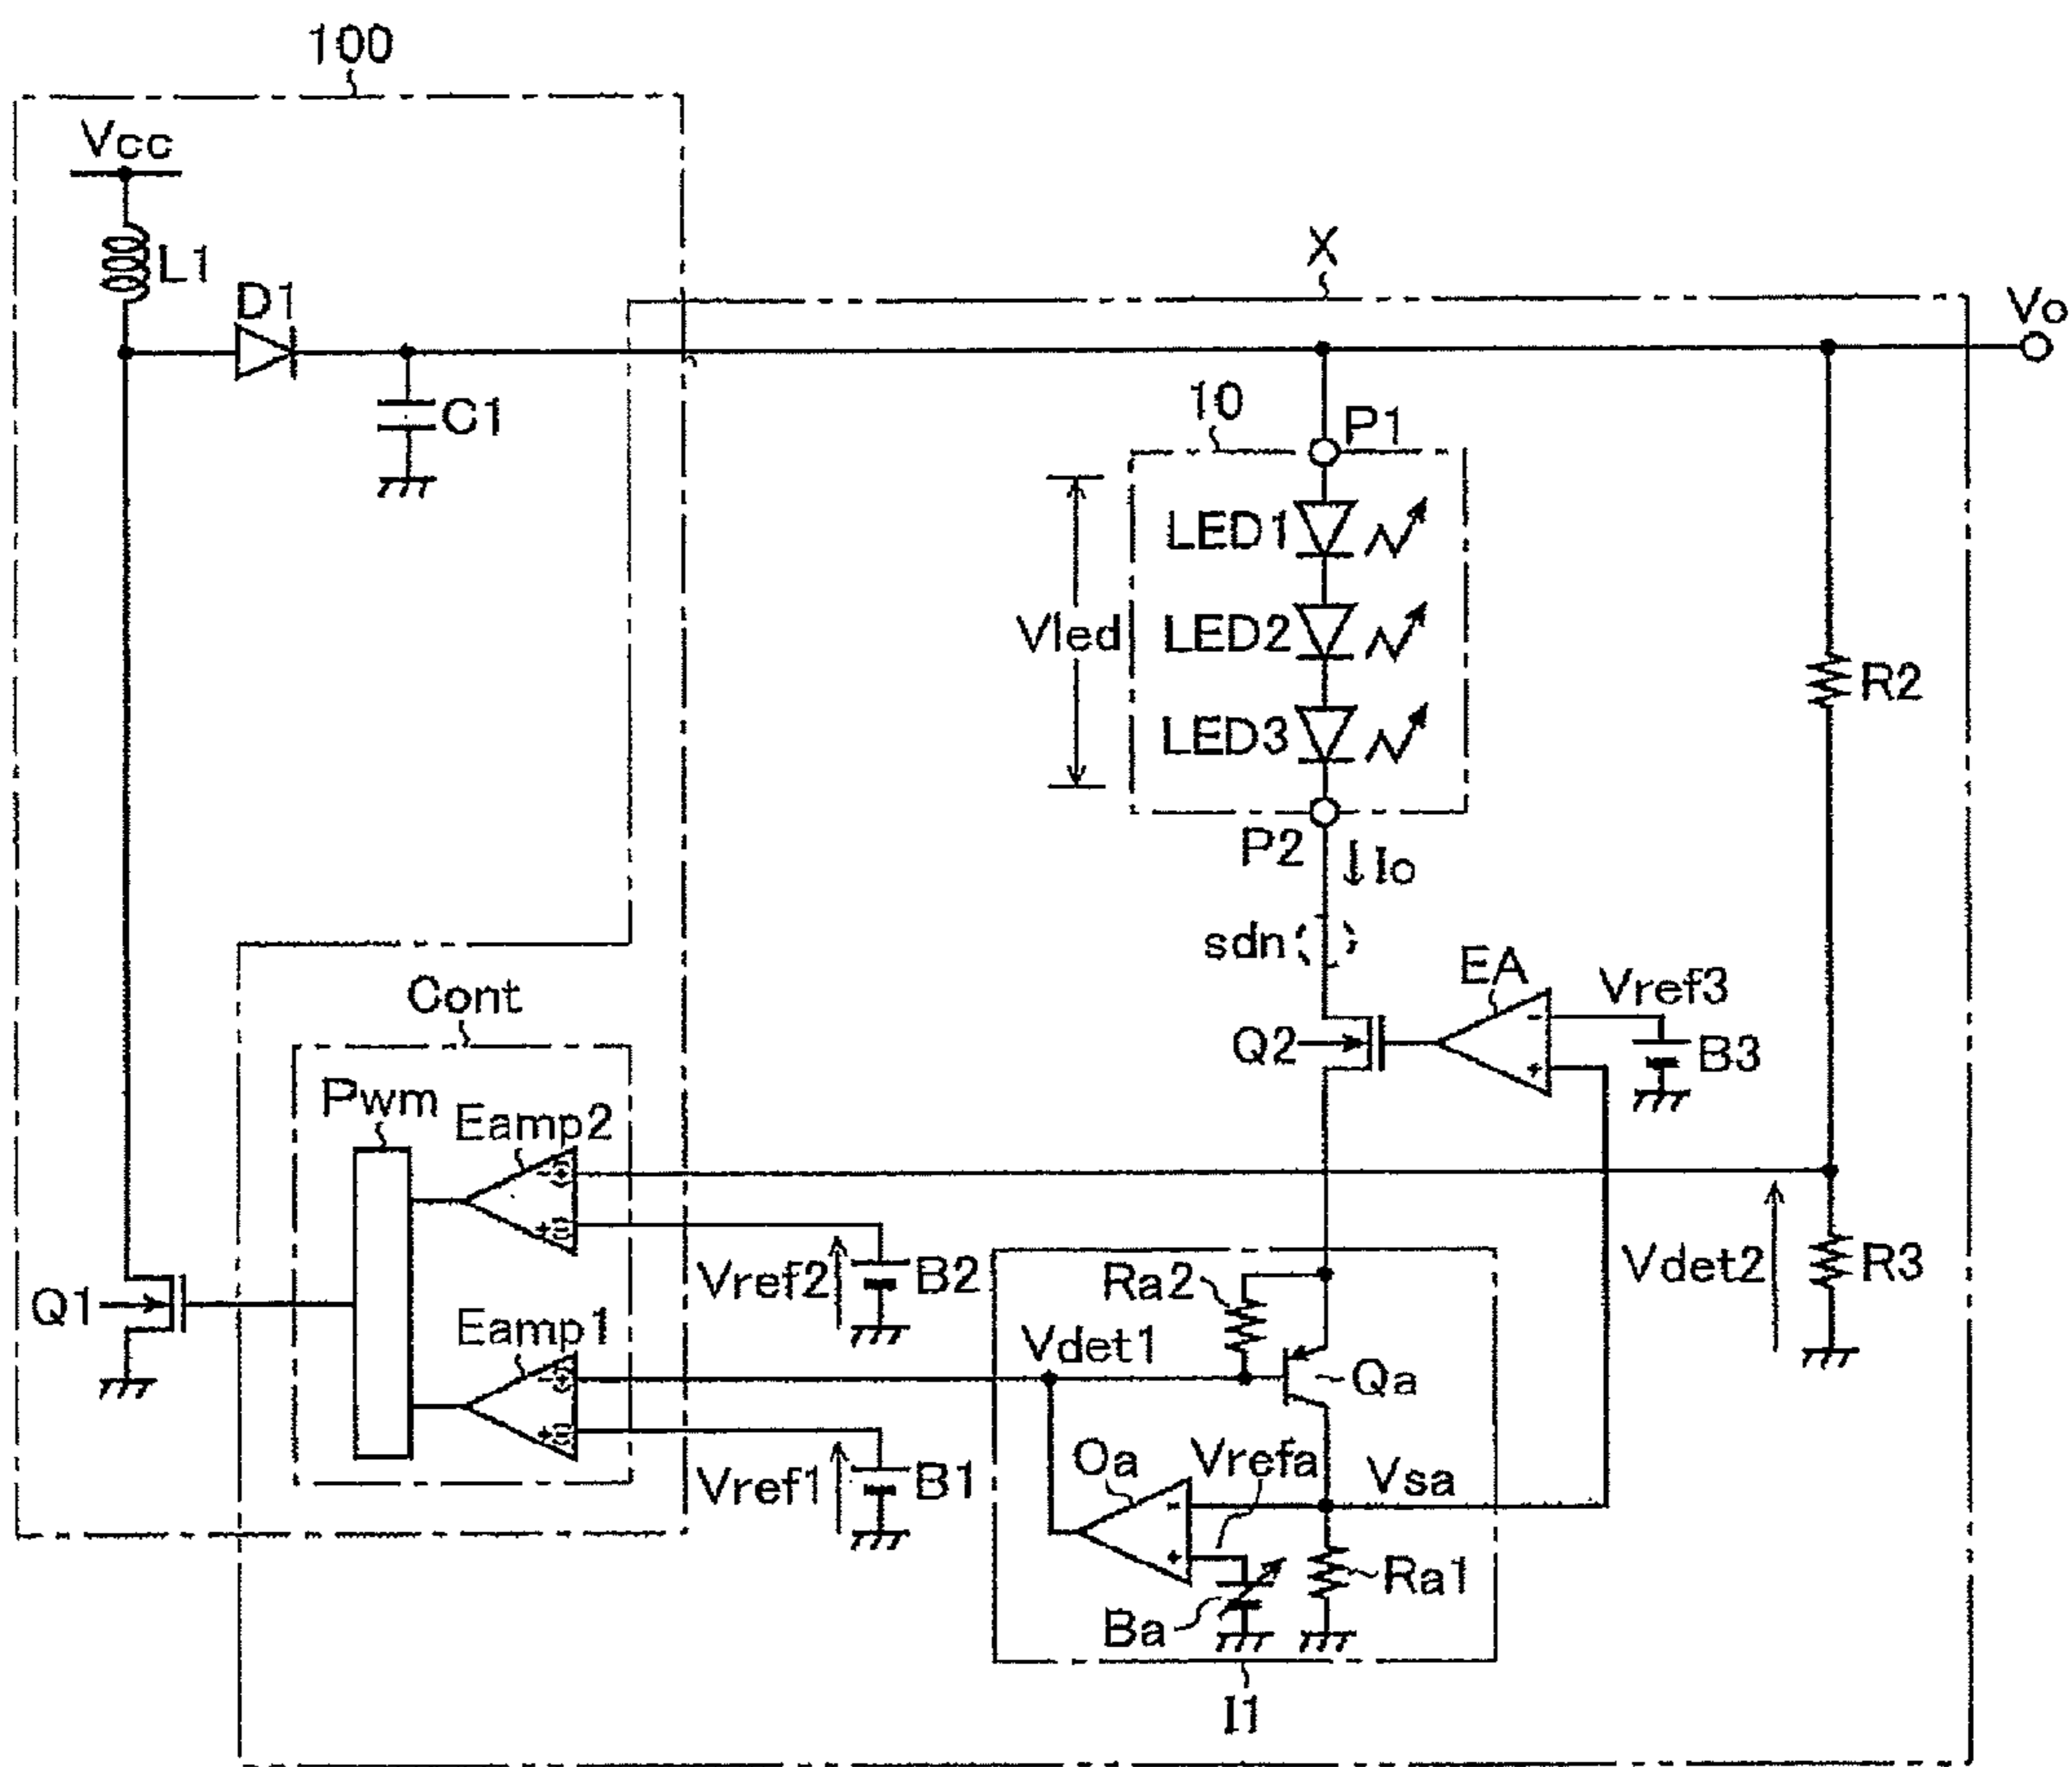 100
Vcc
L1
D1
C1
X
Vo
10
P1
LED1
LED2
LED3
Vled
P2
Io
sdn
R2
EA
Vref3
Q2
B3
-
+
Cont
Pwm
Eamp2
-(+)
+(-)
Vref2
B2
Vdet2
R3
Q1
Eamp1
-(+)
+(-)
Vref1
B1
Ra2
Vdet1
Qa
Oa
Vrefa
Vsa
-
+
Ra1
Ba
I1